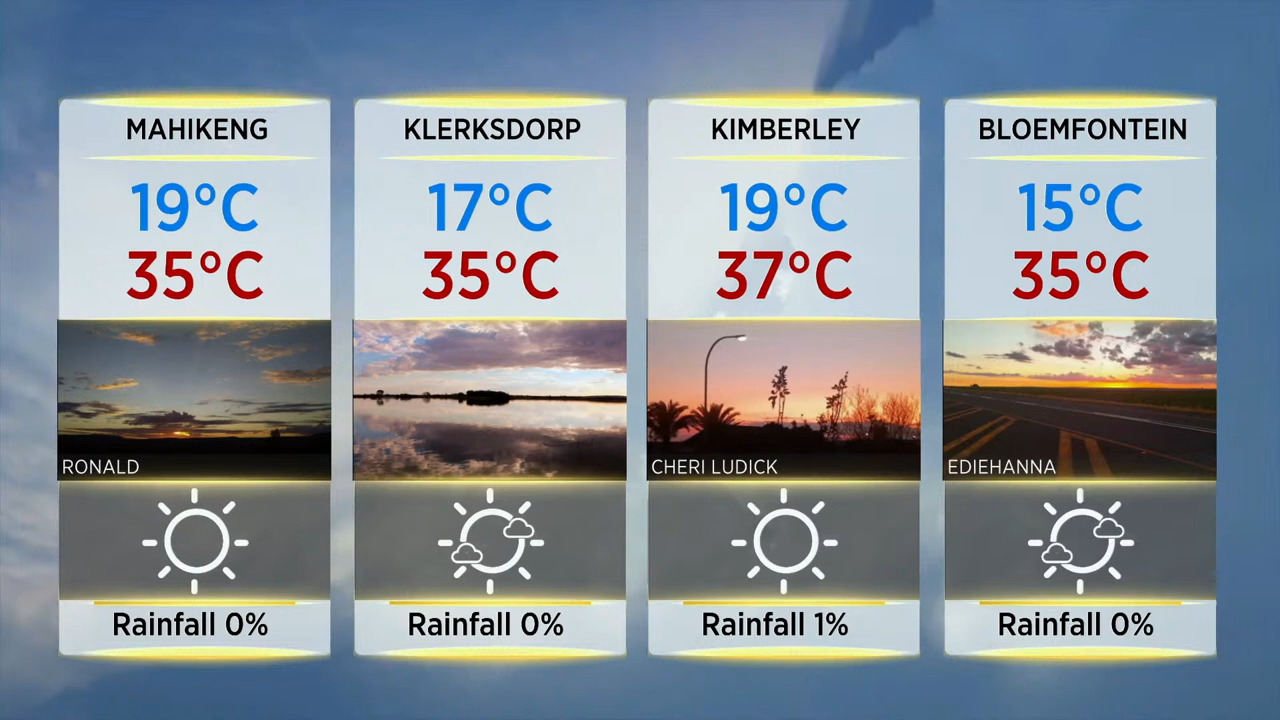 MAHIKENG
19°C
35°C
RONALD
Rainfall 0%
KLERKSDORP
17°C
35°C
Rainfall 0%
KIMBERLEY
19°C
37°C
CHERI LUDICK
Rainfall 1%
BLOEMFONTEIN
15°C
35°C
EDIEHANNA
Rainfall 0%